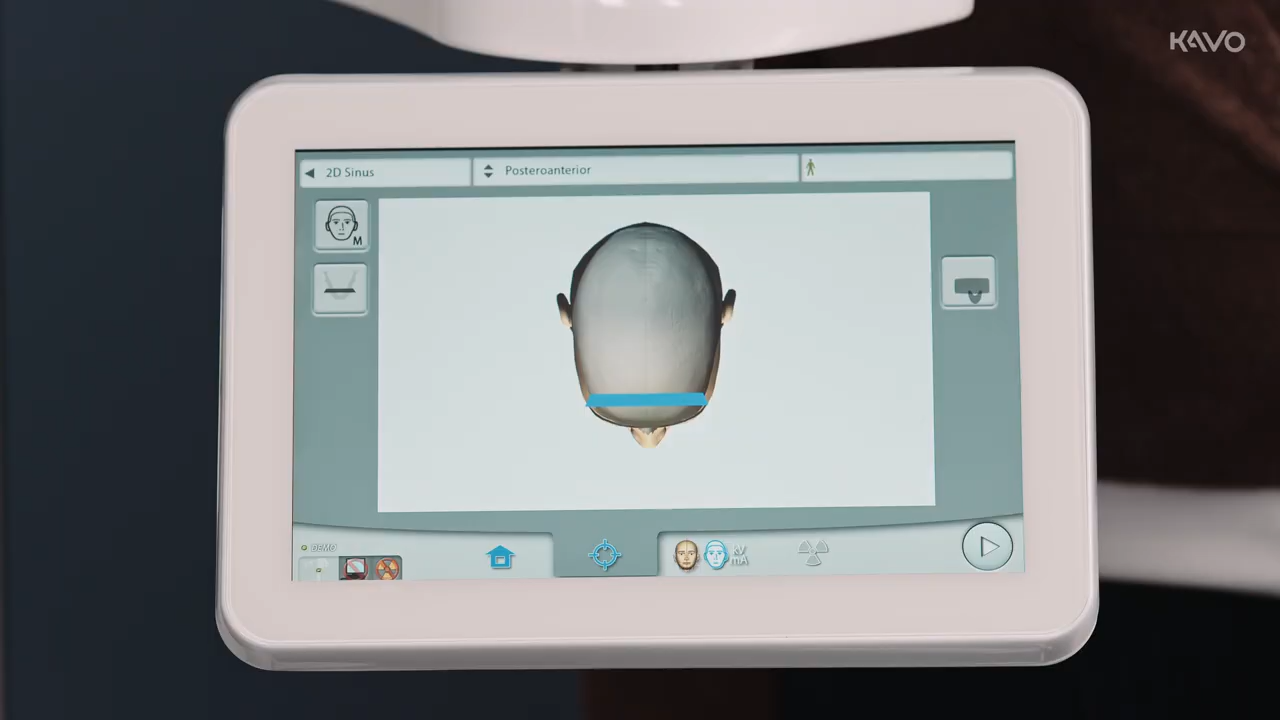 KAVO
2D Sinus
Posteroanterior
M
DEMO
kV
mA